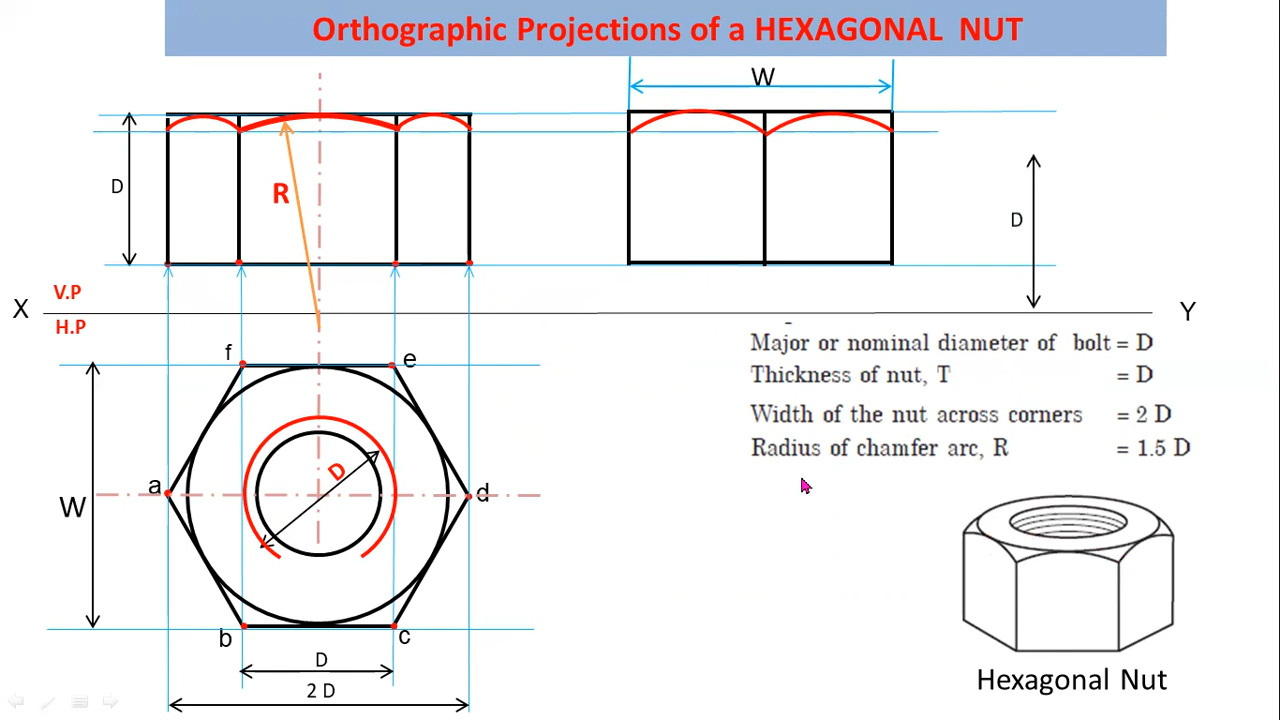 Orthographic Projections of a HEXAGONAL NUT
W
D
R
D
V.P
X
Y
H.P
Major or nominal diameter of bolt = D
f
e
Thickness of nut, T = D
Width of the nut across corners = 2 D
Radius of chamfer arc, R = 1.5 D
D
a
d
W
b
c
D
2 D
Hexagonal Nut